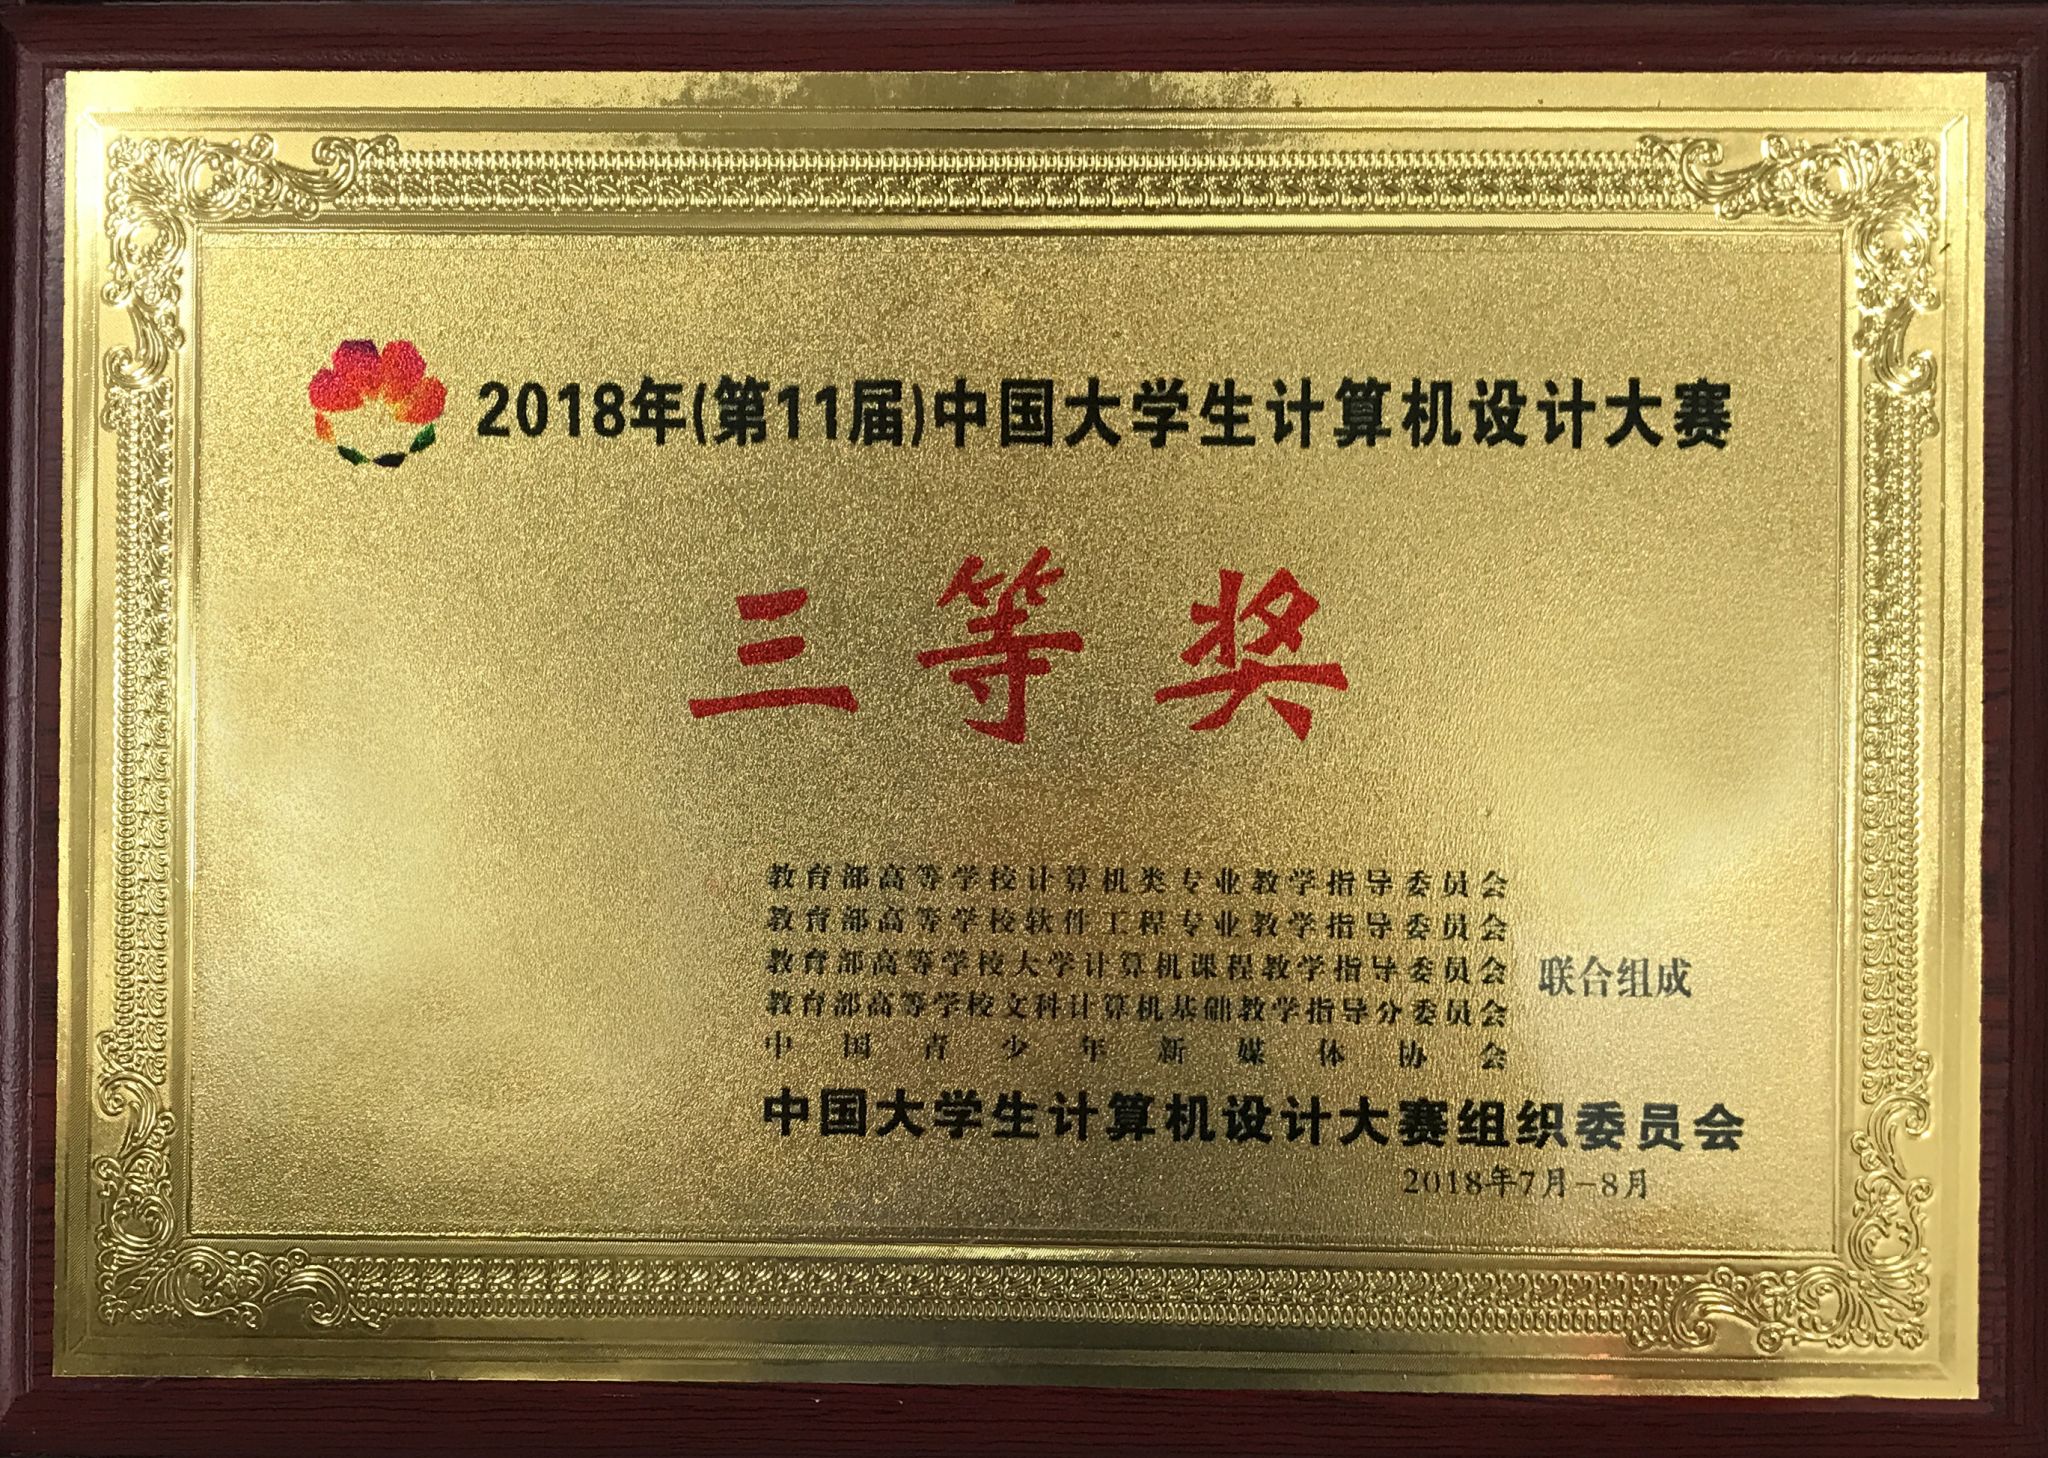 2018年(第11届)中国大学生计算机设计大赛
三等奖
教育部高等学校计算机类专业教学指导委员会
教育部高等学校软件工程专业教学指导委员会
教育部高等学校大学计算机课程教学指导委员会
教育部高等学校文科计算机基础教学指导分委员会
中国青少年新媒体协会
联合组成
中国大学生计算机设计大赛组织委员会
2018年7月-8月